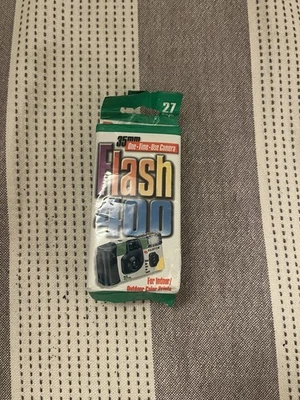 27
35mm
One-Time-Use Camera
Flash
400
For Indoor/
Outdoor Color Prints